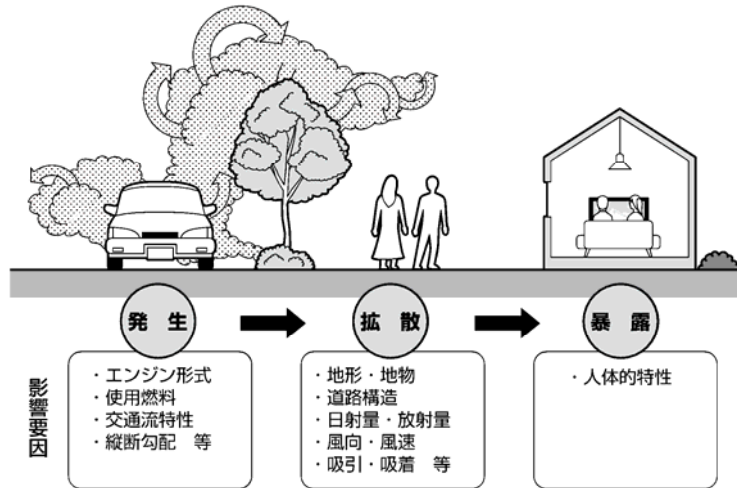 発生
拡散
暴露
影響要因
・エンジン形式
・使用燃料
・交通流特性
・縦断勾配 等
・地形・地物
・道路構造
・日射量・放射量
・風向・風速
・吸引・吸着 等
・人体的特性